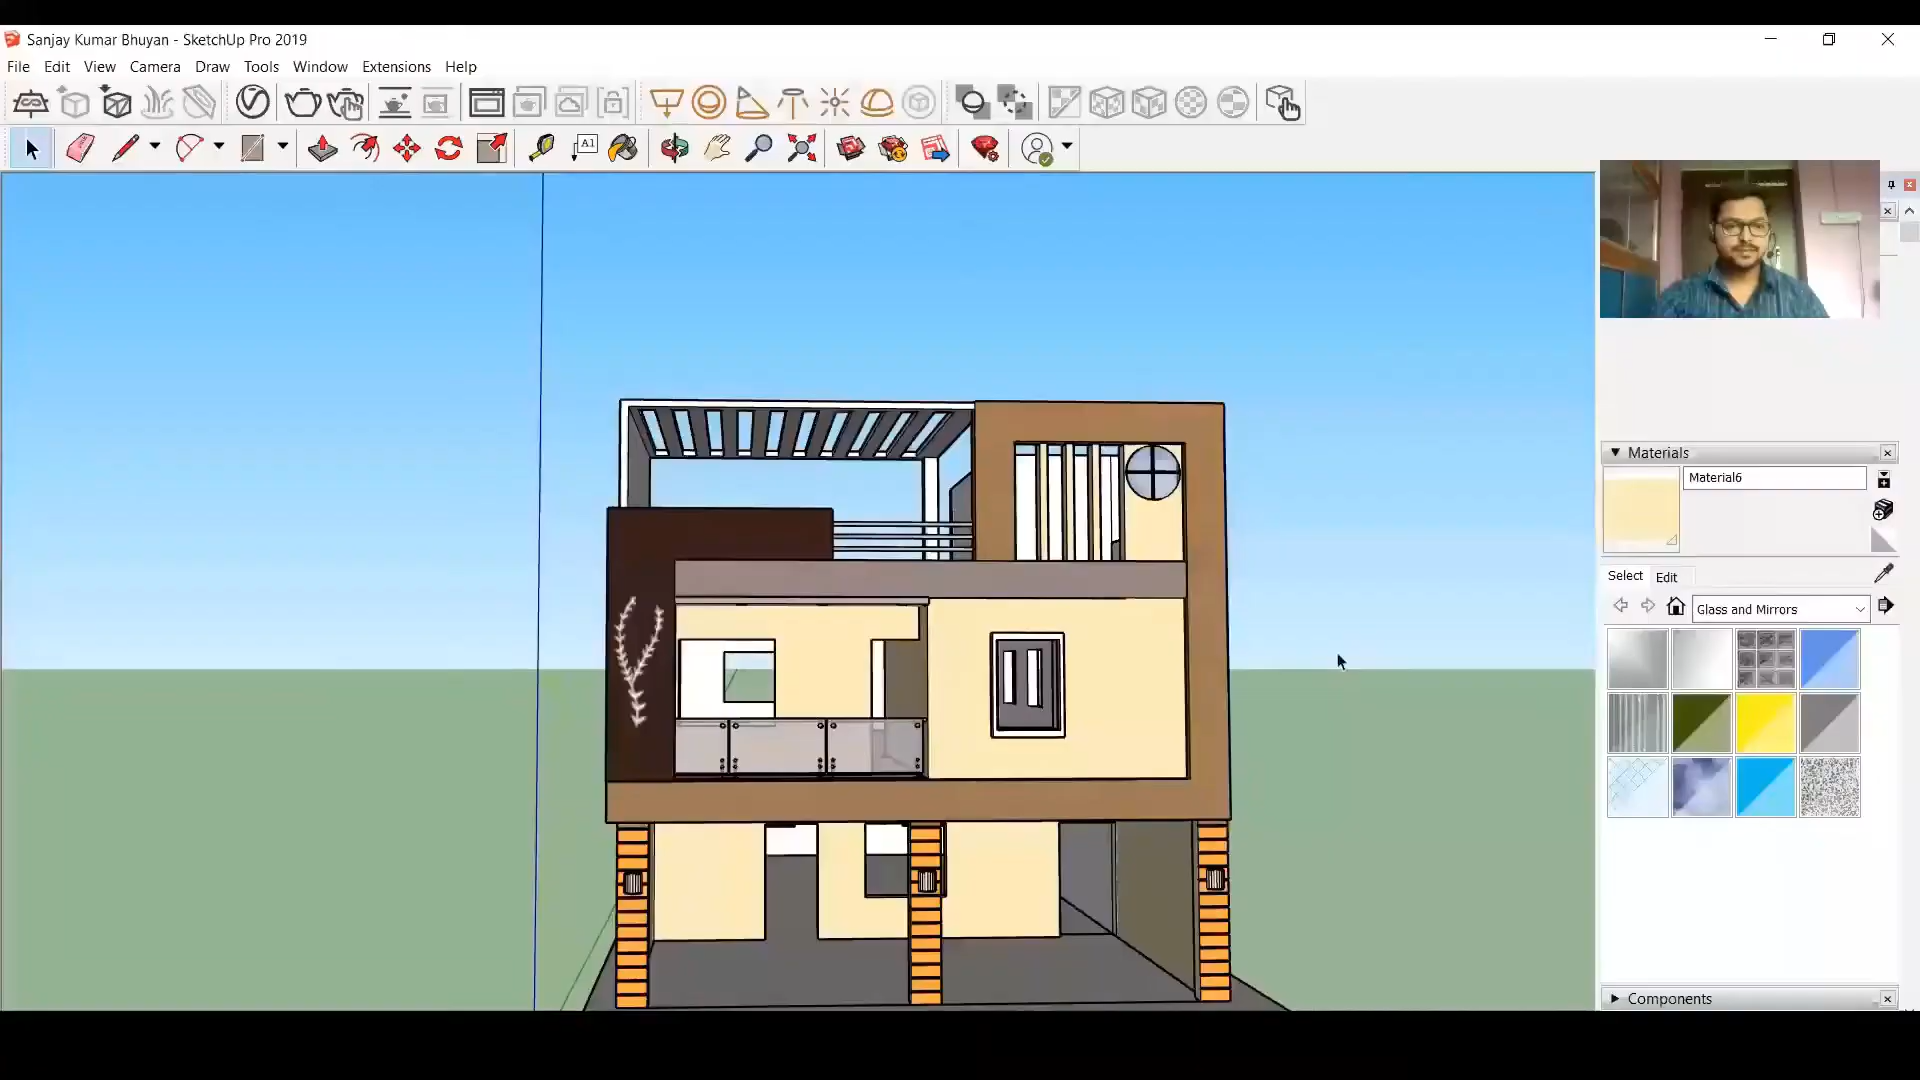 Sanjay Kumar Bhuyan - SketchUp Pro 2019
File Edit View Camera Draw Tools Window Extensions Help
A1
Materials
Material6
Select Edit
Glass and Mirrors
Components